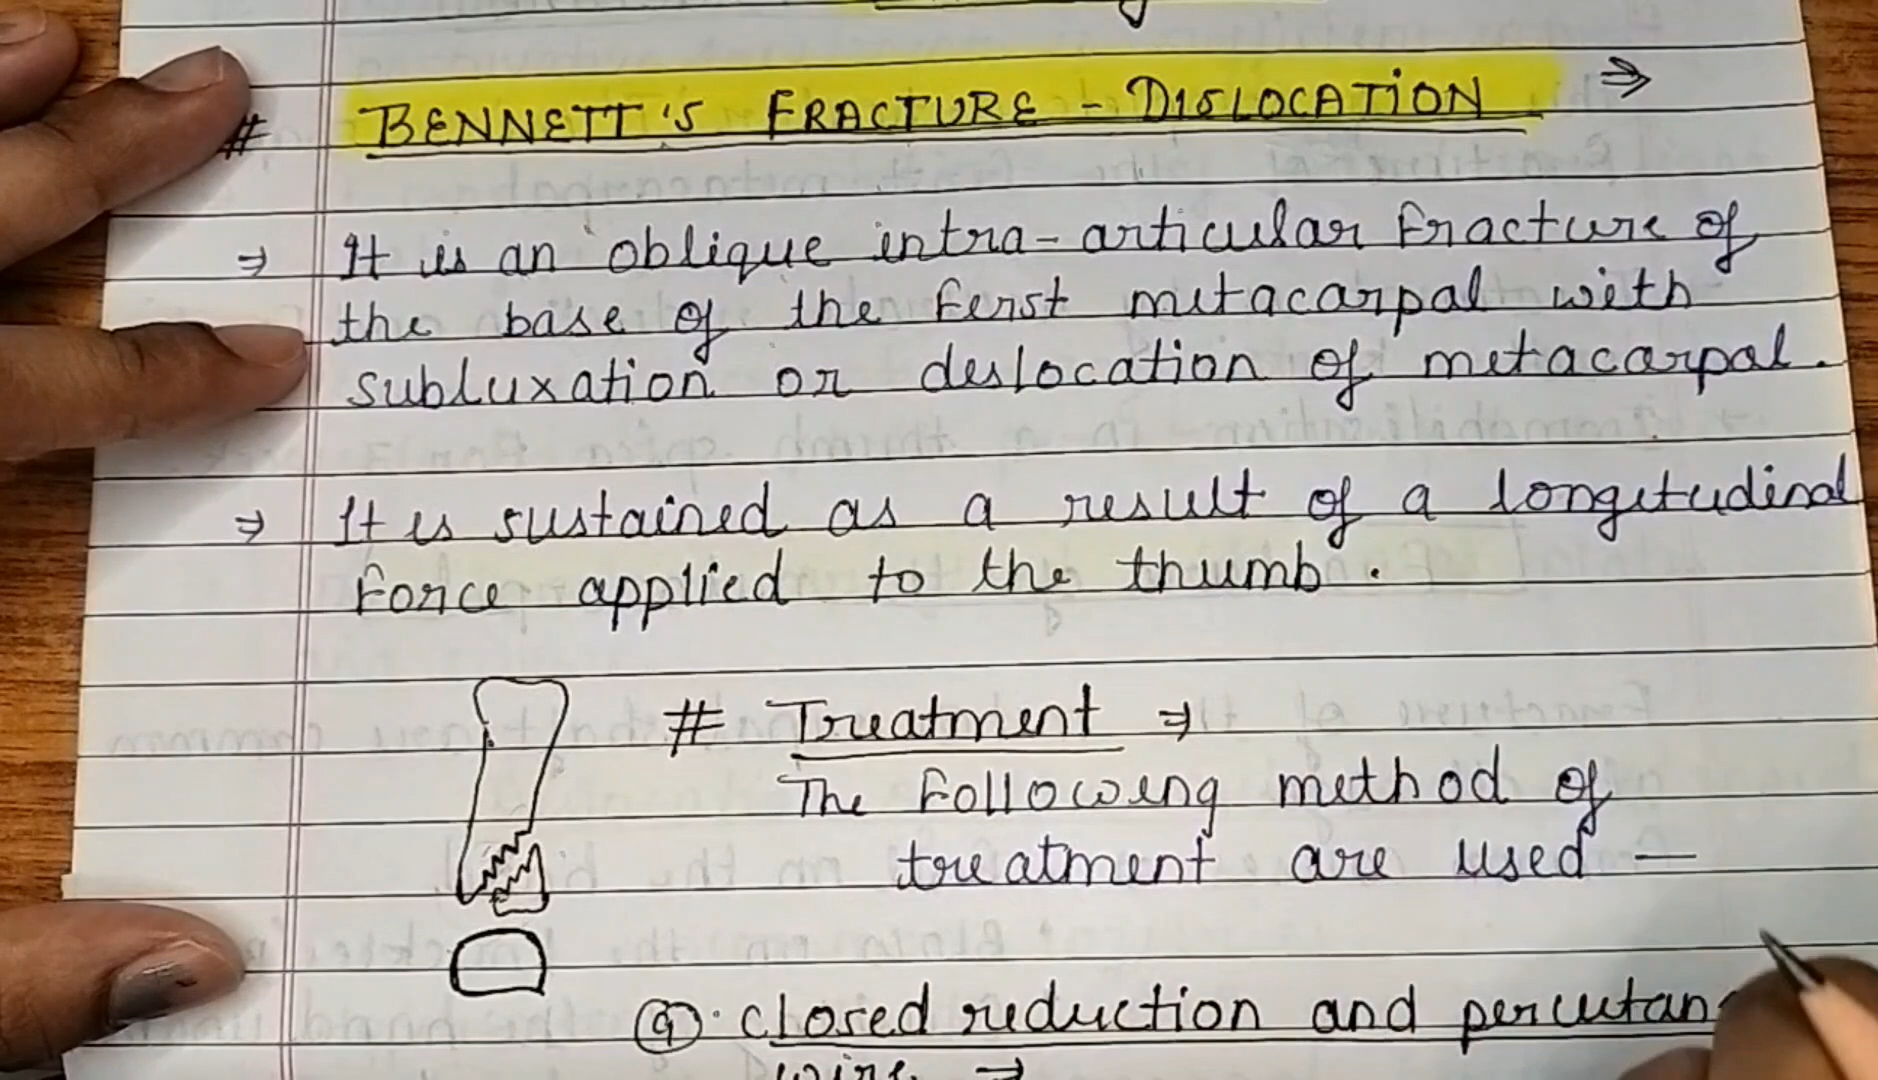 # BENNETT'S FRACTURE - DISLOCATION ⇒
⇒ It is an oblique intra-articular fracture of
the base of the first metacarpal with
subluxation or deslocation of metacarpal.
⇒ It is sustained as a result of a longitudinal
force applied to the thumb.
# Treatment ⇒
The following method of
treatment are used —
(a). closed reduction and percutan
wire ⇒